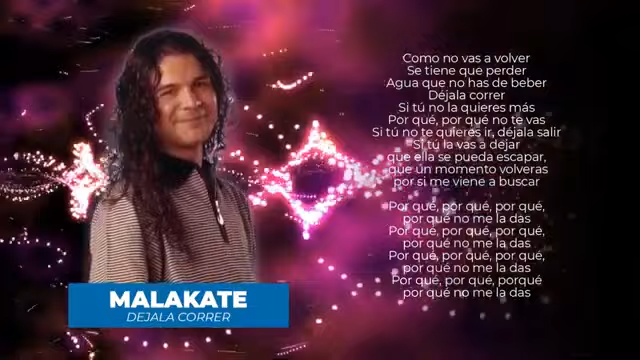 Como no vas a volver
Se tiene que perder
Agua que no has de beber
Déjala correr
Si tú no la quieres más
Por qué, por qué no te vas
Si tú no te quieres ir, déjala salir
Si tú la vas a dejar
que ella se pueda escapar,
que un momento volveras
por si me viene a buscar
Por qué, por qué, por qué,
por qué no me la das
Por qué, por qué, por qué,
por qué no me la das
Por qué, por qué, por qué,
por qué no me la das
Por qué, por qué, porqué
por qué no me la das
MALAKATE
DEJALA CORRER